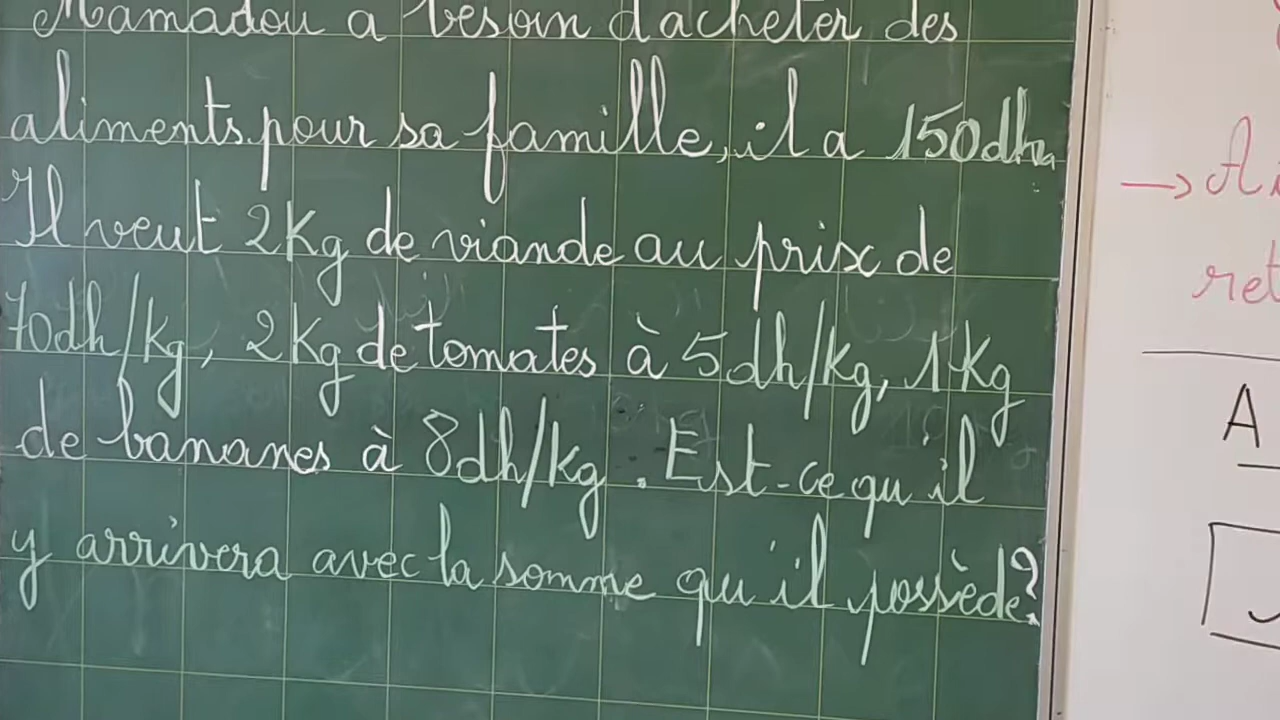 Mamadou a besoin d'acheter des
aliments pour sa famille, il a 150dh.
Il veut 2Kg de viande au prix de
70dh/kg, 2Kg de tomates à 5dh/kg, 1Kg
de bananes à 8dh/kg. Est-ce qu'il
y arrivera avec la somme qu'il possède?
A